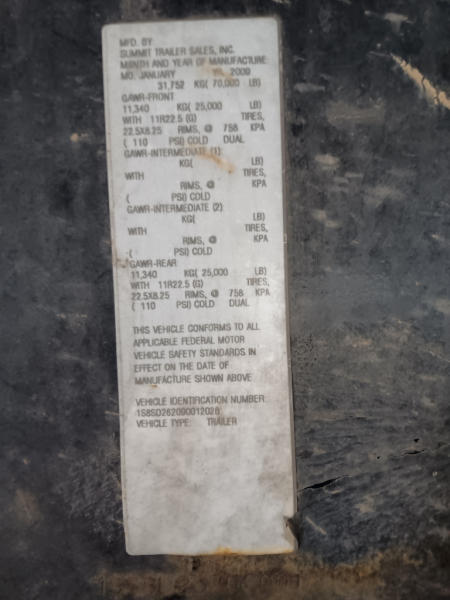 MFD. BY:
SUMMIT TRAILER SALES, INC.
MONTH AND YEAR OF MANUFACTURE:
MO. JANUARY YR. 2009
31,752 KG( 70,000 LB)
GAWR-FRONT
11,340 KG( 25,000 LB)
WITH 11R22.5 (G) TIRES,
22.5X8.25 RIMS, @ 758 KPA
( 110 PSI) COLD DUAL
GAWR-INTERMEDIATE (1):
KG( LB)
WITH TIRES,
RIMS, @ KPA
( PSI) COLD
GAWR-INTERMEDIATE (2):
KG( LB)
WITH TIRES,
RIMS, @ KPA
( PSI) COLD
GAWR-REAR
11,340 KG( 25,000 LB)
WITH 11R22.5 (G) TIRES,
22.5X8.25 RIMS, @ 758 KPA
( 110 PSI) COLD DUAL
THIS VEHICLE CONFORMS TO ALL
APPLICABLE FEDERAL MOTOR
VEHICLE SAFETY STANDARDS IN
EFFECT ON THE DATE OF
MANUFACTURE SHOWN ABOVE
VEHICLE IDENTIFICATION NUMBER:
VEHICLE TYPE: TRAILER